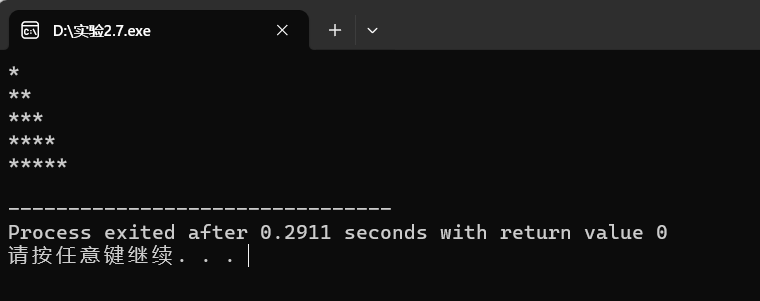 D:\实验2.7.exe
*
**
***
****
*****
--------------------------------
Process exited after 0.2911 seconds with return value 0
请按任意键继续. . .